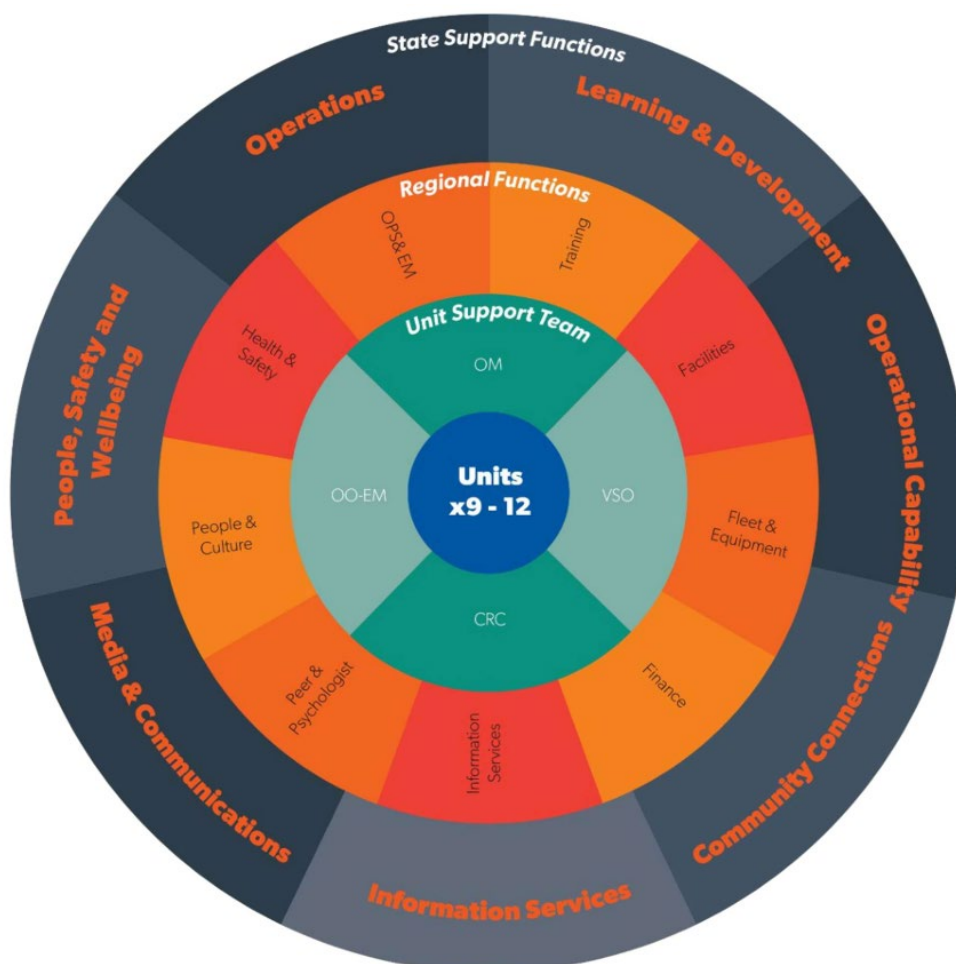 State Support Functions
Operations
Learning & Development
Operational Capability
Community Connections
Information Services
Media & Communications
People, Safety and
Wellbeing
Regional Functions
OPS& EM
Training
Facilities
Fleet &
Equipment
Finance
Information
Services
Peer &
Psychologist
People &
Culture
Health &
Safety
Unit Support Team
OM
VSO
CRC
OO-EM
Units
x9 - 12